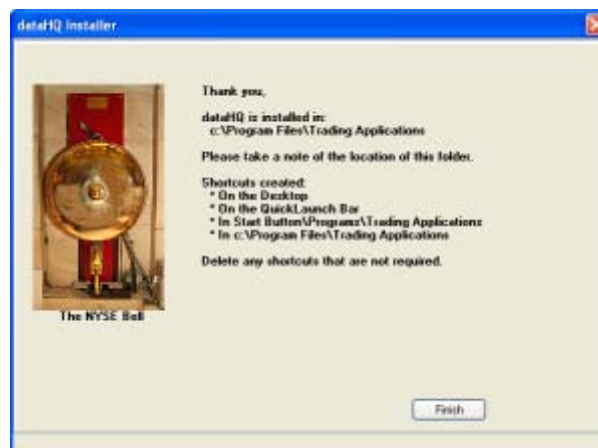 dataHQ Installer
Thank you,
dataHQ is installed in:
c:\Program Files\Trading Applications
Please take a note of the location of this folder.
Shortcuts created:
* On the Desktop
* On the QuickLaunch Bar
* In Start Button\Programs\Trading Applications
* In c:\Program Files\Trading Applications
Delete any shortcuts that are not required.
The NYSE Bell
Finish